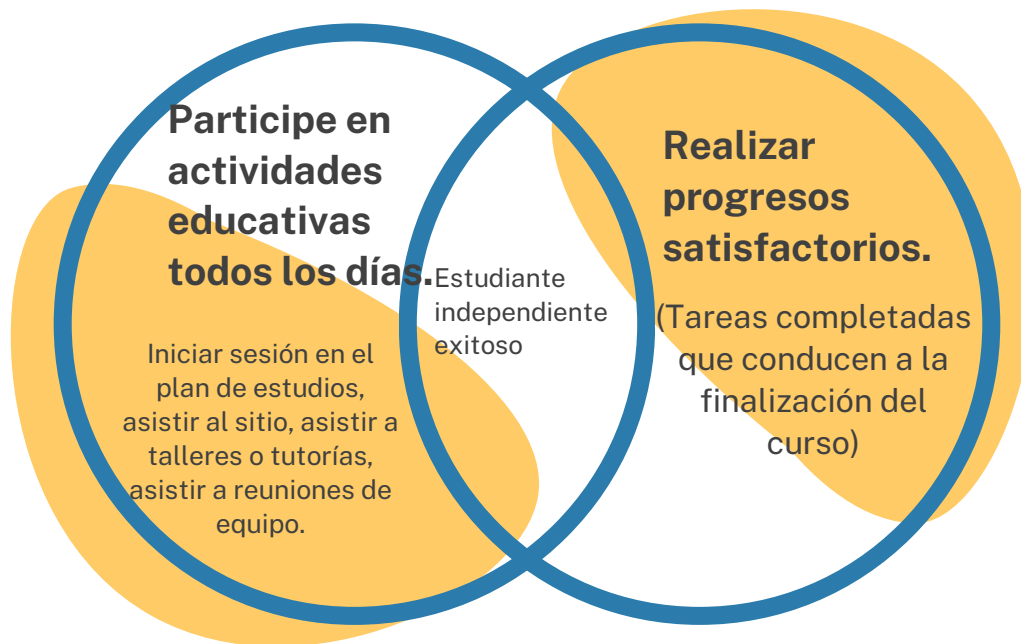 Participe en
actividades
educativas
todos los días.
Iniciar sesión en el
plan de estudios,
asistir al sitio, asistir a
talleres o tutorías,
asistir a reuniones de
equipo.
Estudiante
independiente
exitoso
Realizar
progresos
satisfactorios.
(Tareas completadas
que conducen a la
finalización del
curso)